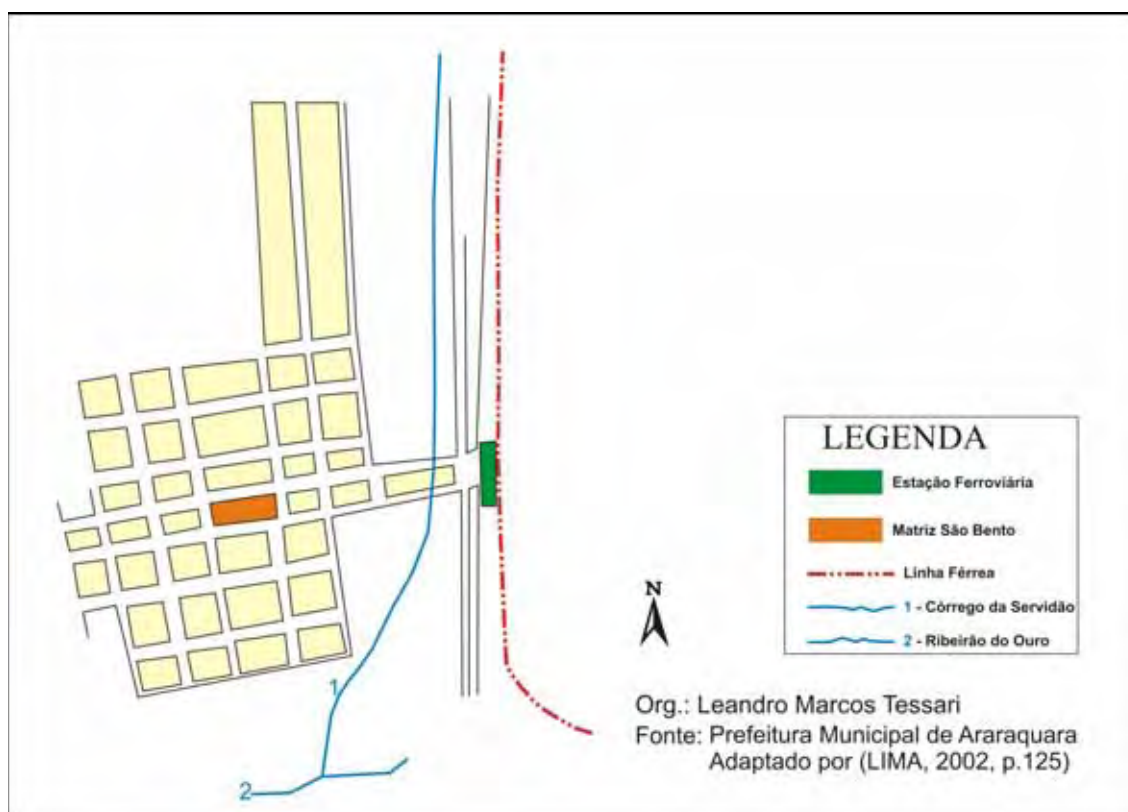 LEGENDA
Estação Ferroviária
Matriz São Bento
Linha Férrea
1 - Córrego da Servidão
2 - Ribeirão do Ouro
N
1
2
Org.: Leandro Marcos Tessari
Fonte: Prefeitura Municipal de Araraquara
Adaptado por (LIMA, 2002, p.125)